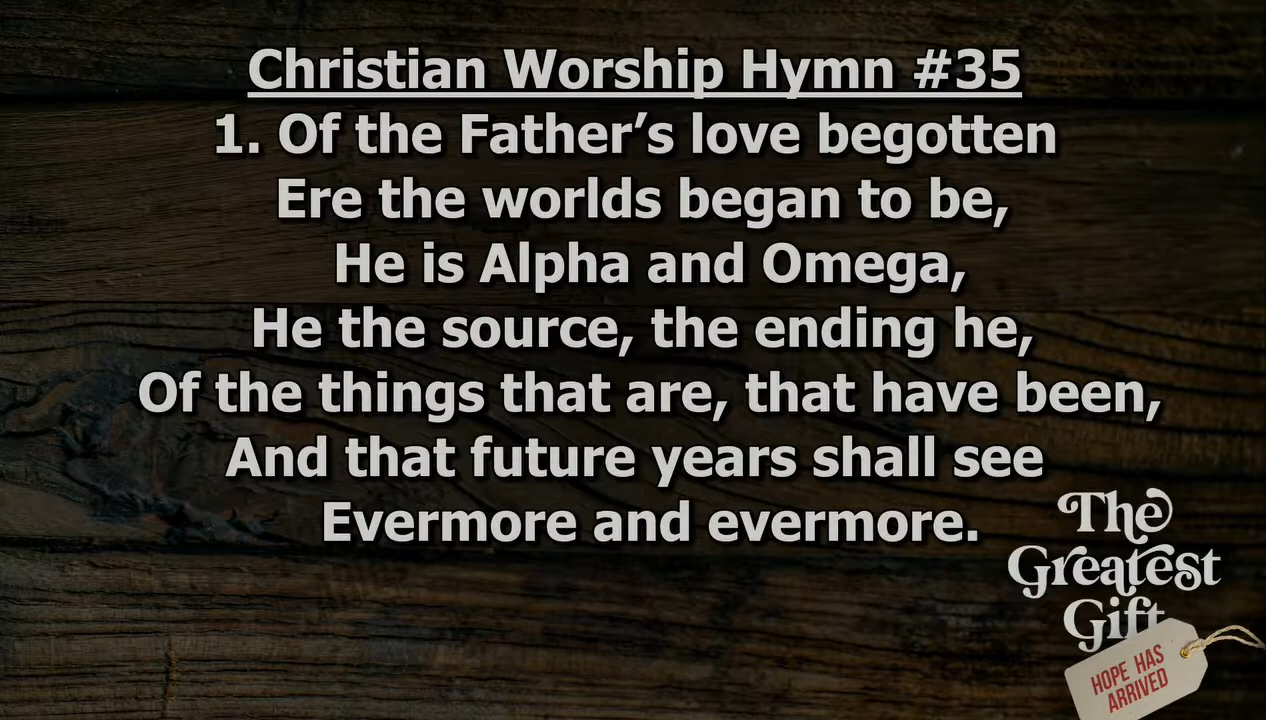 Christian Worship Hymn #35
1. Of the Father’s love begotten
Ere the worlds began to be,
He is Alpha and Omega,
He the source, the ending he,
Of the things that are, that have been,
And that future years shall see
Evermore and evermore.
The
Greatest
Gift
HOPE HAS
ARRIVED